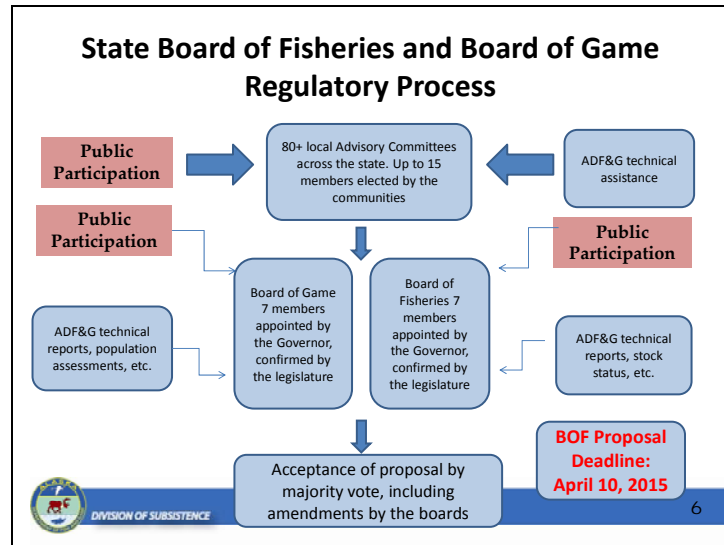 State Board of Fisheries and Board of Game
Regulatory Process
Public
Participation
80+ local Advisory Committees
across the state. Up to 15
members elected by the
communities
ADF&G technical
assistance
Public
Participation
Public
Participation
Board of Game
7 members
appointed by
the Governor,
confirmed by
the legislature
Board of
Fisheries 7
members
appointed by
the Governor,
confirmed by
the legislature
ADF&G technical
reports, population
assessments, etc.
ADF&G technical
reports, stock
status, etc.
Acceptance of proposal by
majority vote, including
amendments by the boards
BOF Proposal
Deadline:
April 10, 2015
ALASKA
DIVISION OF SUBSISTENCE
6